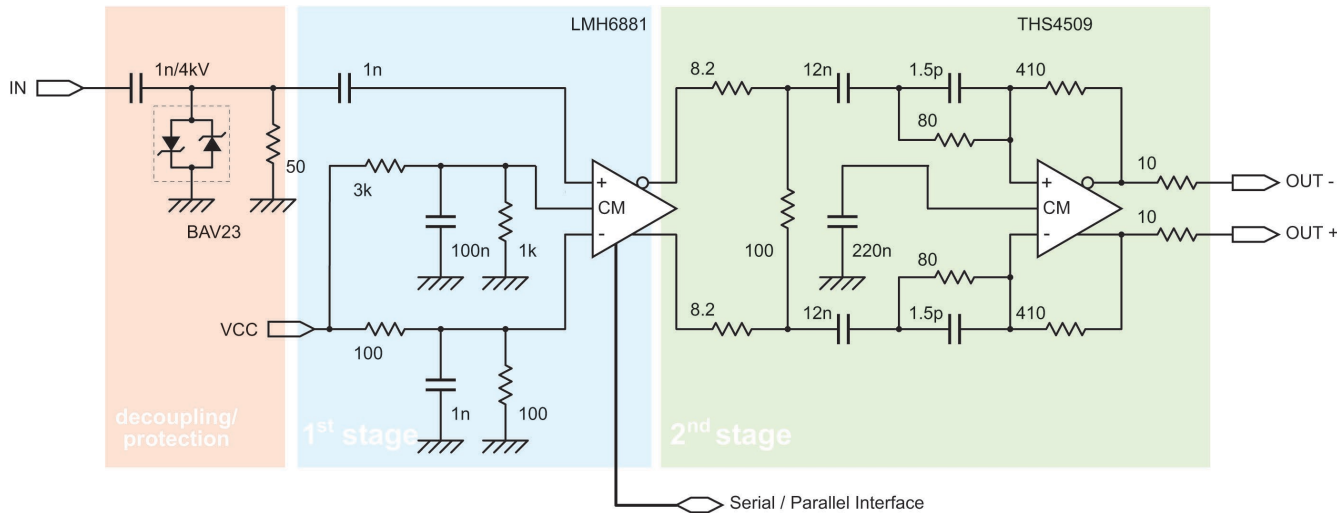 LMH6881
THS4509
IN
1n/4kV
1n
8.2
12n
1.5p
410
80
50
3k
+
CM
-
BAV23
100n
1k
100
220n
+
CM
-
10
OUT -
10
OUT +
80
VCC
100
8.2
12n
1.5p
410
1n
100
decoupling/
protection
1st stage
2nd stage
Serial / Parallel Interface